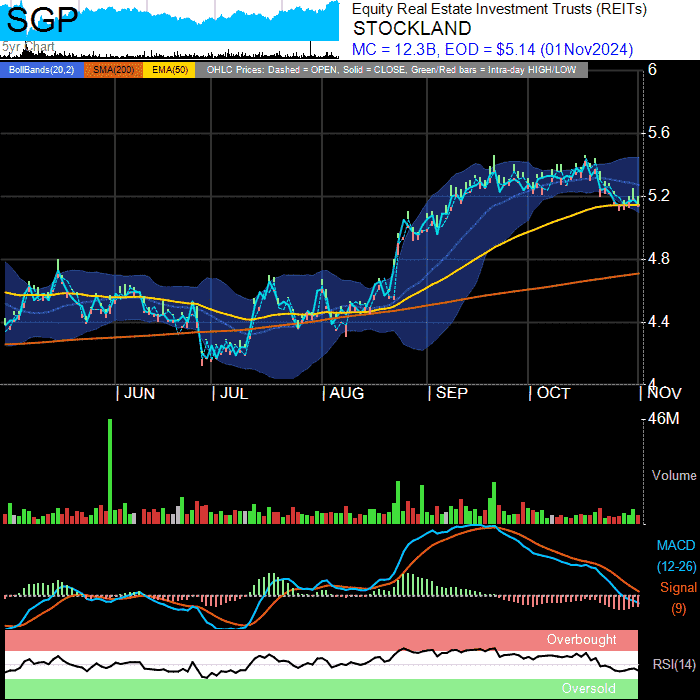 SGP
5yr Chart
Equity Real Estate Investment Trusts (REITs)
STOCKLAND
MC = 12.3B, EOD = $5.14 (01Nov2024)
BollBands(20,2) SMA(200) EMA(50) OHLC Prices: Dashed = OPEN, Solid = CLOSE, Green/Red bars = Intra-day HIGH/LOW
6
5.6
5.2
4.8
4.4
4
JUN JUL AUG SEP OCT NOV
46M
Volume
MACD
(12-26)
Signal
(9)
Overbought
RSI(14)
Oversold